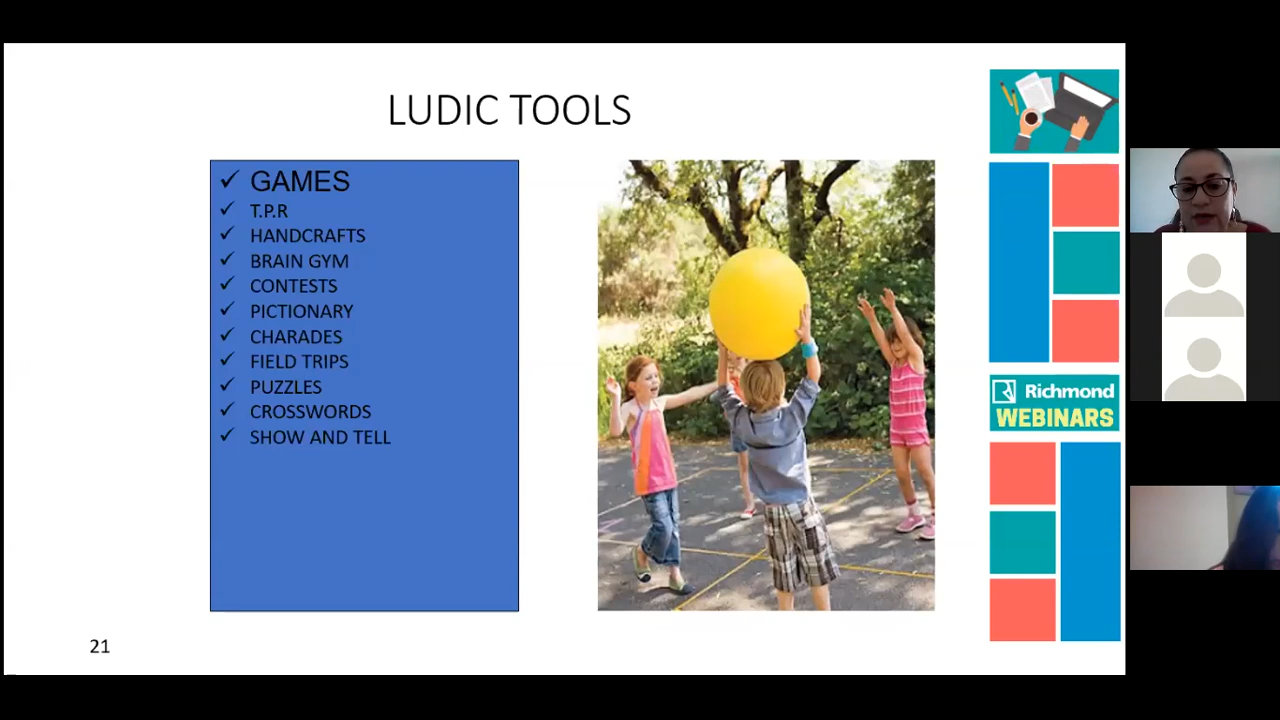 LUDIC TOOLS
GAMES
T.P.R
HANDCRAFTS
BRAIN GYM
CONTESTS
PICTIONARY
CHARADES
FIELD TRIPS
PUZZLES
CROSSWORDS
SHOW AND TELL
Richmond
WEBINARS
21